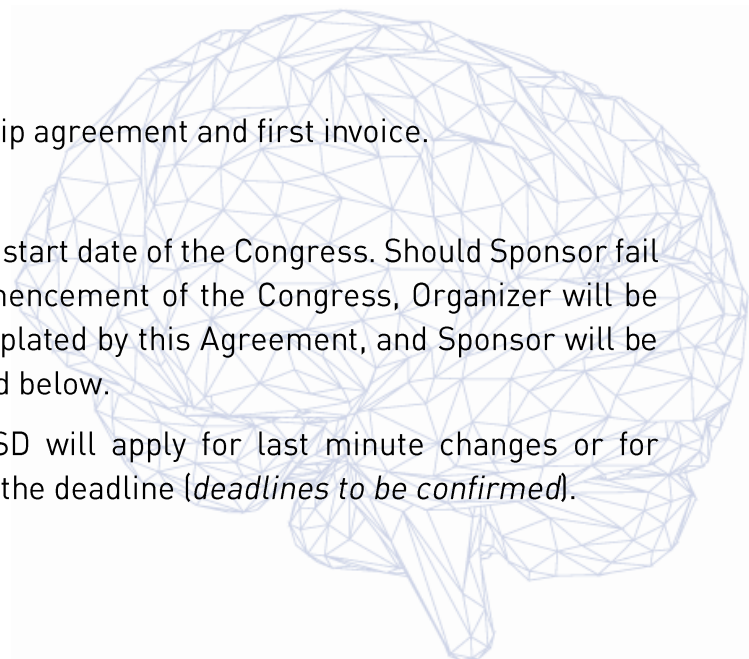 ip agreement and first invoice.
start date of the Congress. Should Sponsor fail
mencement of the Congress, Organizer will be
plated by this Agreement, and Sponsor will be
d below.
SD will apply for last minute changes or for
the deadline (deadlines to be confirmed).